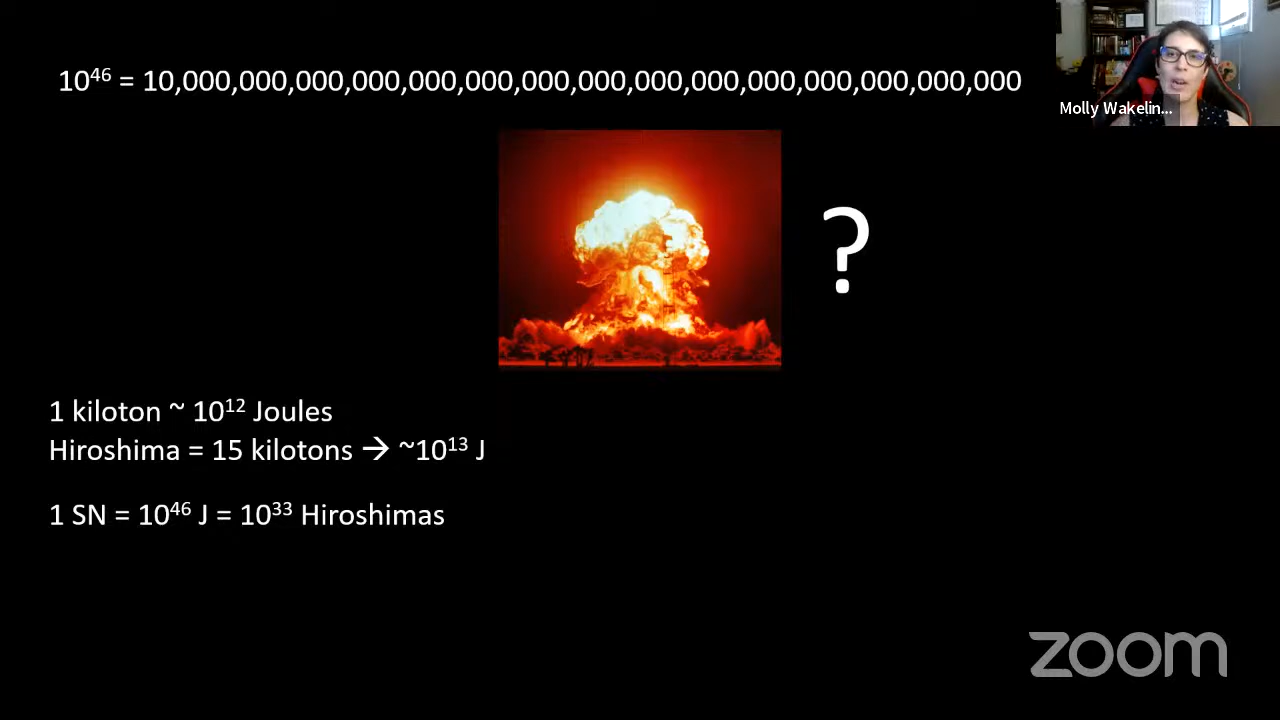 10⁴⁶ = 10,000,000,000,000,000,000,000,000,000,000,000,000,000,000,000
Molly Wakelin...
?
1 kiloton ~ 10¹² Joules
Hiroshima = 15 kilotons → ~10¹³ J
1 SN = 10⁴⁶ J = 10³³ Hiroshimas
zoom